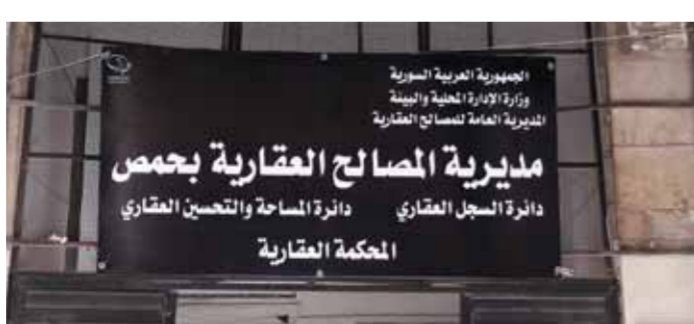 الجمهورية العربية السورية
وزارة الإدارة المحلية والبيئة
المديرية العامة للمصالح العقارية
مديرية المصالح العقارية بحمص
دائرة السجل العقاري دائرة المساحة والتحسين العقاري
المحكمة العقارية